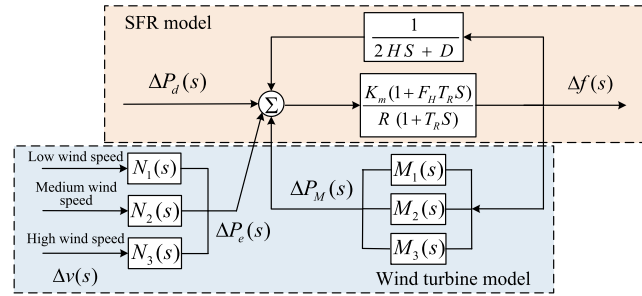 SFR model
1
2HS + D
ΔP_d(s)
Σ
K_m(1+F_H T_R S)
R (1+T_R S)
Δf(s)
Low wind speed
N_1(s)
Medium wind
speed
N_2(s)
High wind speed
N_3(s)
Δv(s)
ΔP_e(s)
ΔP_M(s)
M_1(s)
M_2(s)
M_3(s)
Wind turbine model